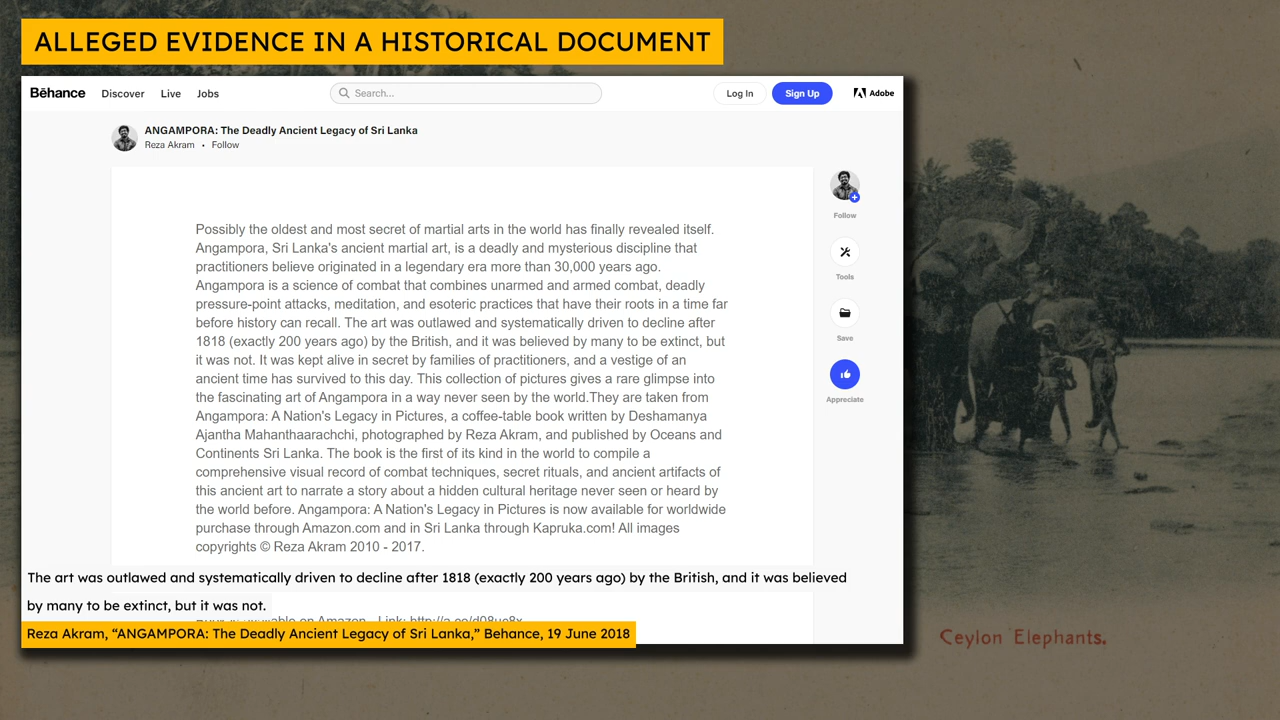 ALLEGED EVIDENCE IN A HISTORICAL DOCUMENT
Bēhance Discover Live Jobs Search... Log In Sign Up Adobe
ANGAMPORA: The Deadly Ancient Legacy of Sri Lanka
Reza Akram • Follow
Possibly the oldest and most secret of martial arts in the world has finally revealed itself.
Angampora, Sri Lanka's ancient martial art, is a deadly and mysterious discipline that
practitioners believe originated in a legendary era more than 30,000 years ago.
Angampora is a science of combat that combines unarmed and armed combat, deadly
pressure-point attacks, meditation, and esoteric practices that have their roots in a time far
before history can recall. The art was outlawed and systematically driven to decline after
1818 (exactly 200 years ago) by the British, and it was believed by many to be extinct, but
it was not. It was kept alive in secret by families of practitioners, and a vestige of an
ancient time has survived to this day. This collection of pictures gives a rare glimpse into
the fascinating art of Angampora in a way never seen by the world.They are taken from
Angampora: A Nation's Legacy in Pictures, a coffee-table book written by Deshamanya
Ajantha Mahanthaarachchi, photographed by Reza Akram, and published by Oceans and
Continents Sri Lanka. The book is the first of its kind in the world to compile a
comprehensive visual record of combat techniques, secret rituals, and ancient artifacts of
this ancient art to narrate a story about a hidden cultural heritage never seen or heard by
the world before. Angampora: A Nation's Legacy in Pictures is now available for worldwide
purchase through Amazon.com and in Sri Lanka through Kapruka.com! All images
copyrights © Reza Akram 2010 - 2017.
Follow
Tools
Save
Appreciate
The art was outlawed and systematically driven to decline after 1818 (exactly 200 years ago) by the British, and it was believed
by many to be extinct, but it was not.
Reza Akram, “ANGAMPORA: The Deadly Ancient Legacy of Sri Lanka,” Behance, 19 June 2018
Ceylon Elephants.